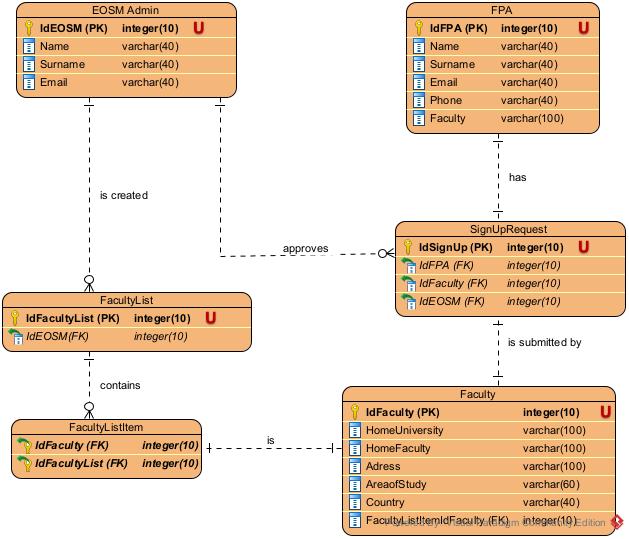 EOSM Admin
IdEOSM (PK) integer(10) U
Name varchar(40)
Surname varchar(40)
Email varchar(40)
FPA
IdFPA (PK) integer(10) U
Name varchar(40)
Surname varchar(40)
Email varchar(40)
Phone varchar(40)
Faculty varchar(100)
is created
has
approves
SignUpRequest
IdSignUp (PK) integer(10) U
IdFPA (FK) integer(10)
IdFaculty (FK) integer(10)
IdEOSM (FK) integer(10)
FacultyList
IdFacultyList (PK) integer(10) U
IdEOSM(FK) integer(10)
is submitted by
contains
FacultyListItem
IdFaculty (FK) integer(10)
IdFacultyList (FK) integer(10)
is
Faculty
IdFaculty (PK) integer(10) U
HomeUniversity varchar(100)
HomeFaculty varchar(100)
Adress varchar(100)
AreaofStudy varchar(60)
Country varchar(40)
FacultyListItemIdFaculty (FK) integer(10)
Community Edition